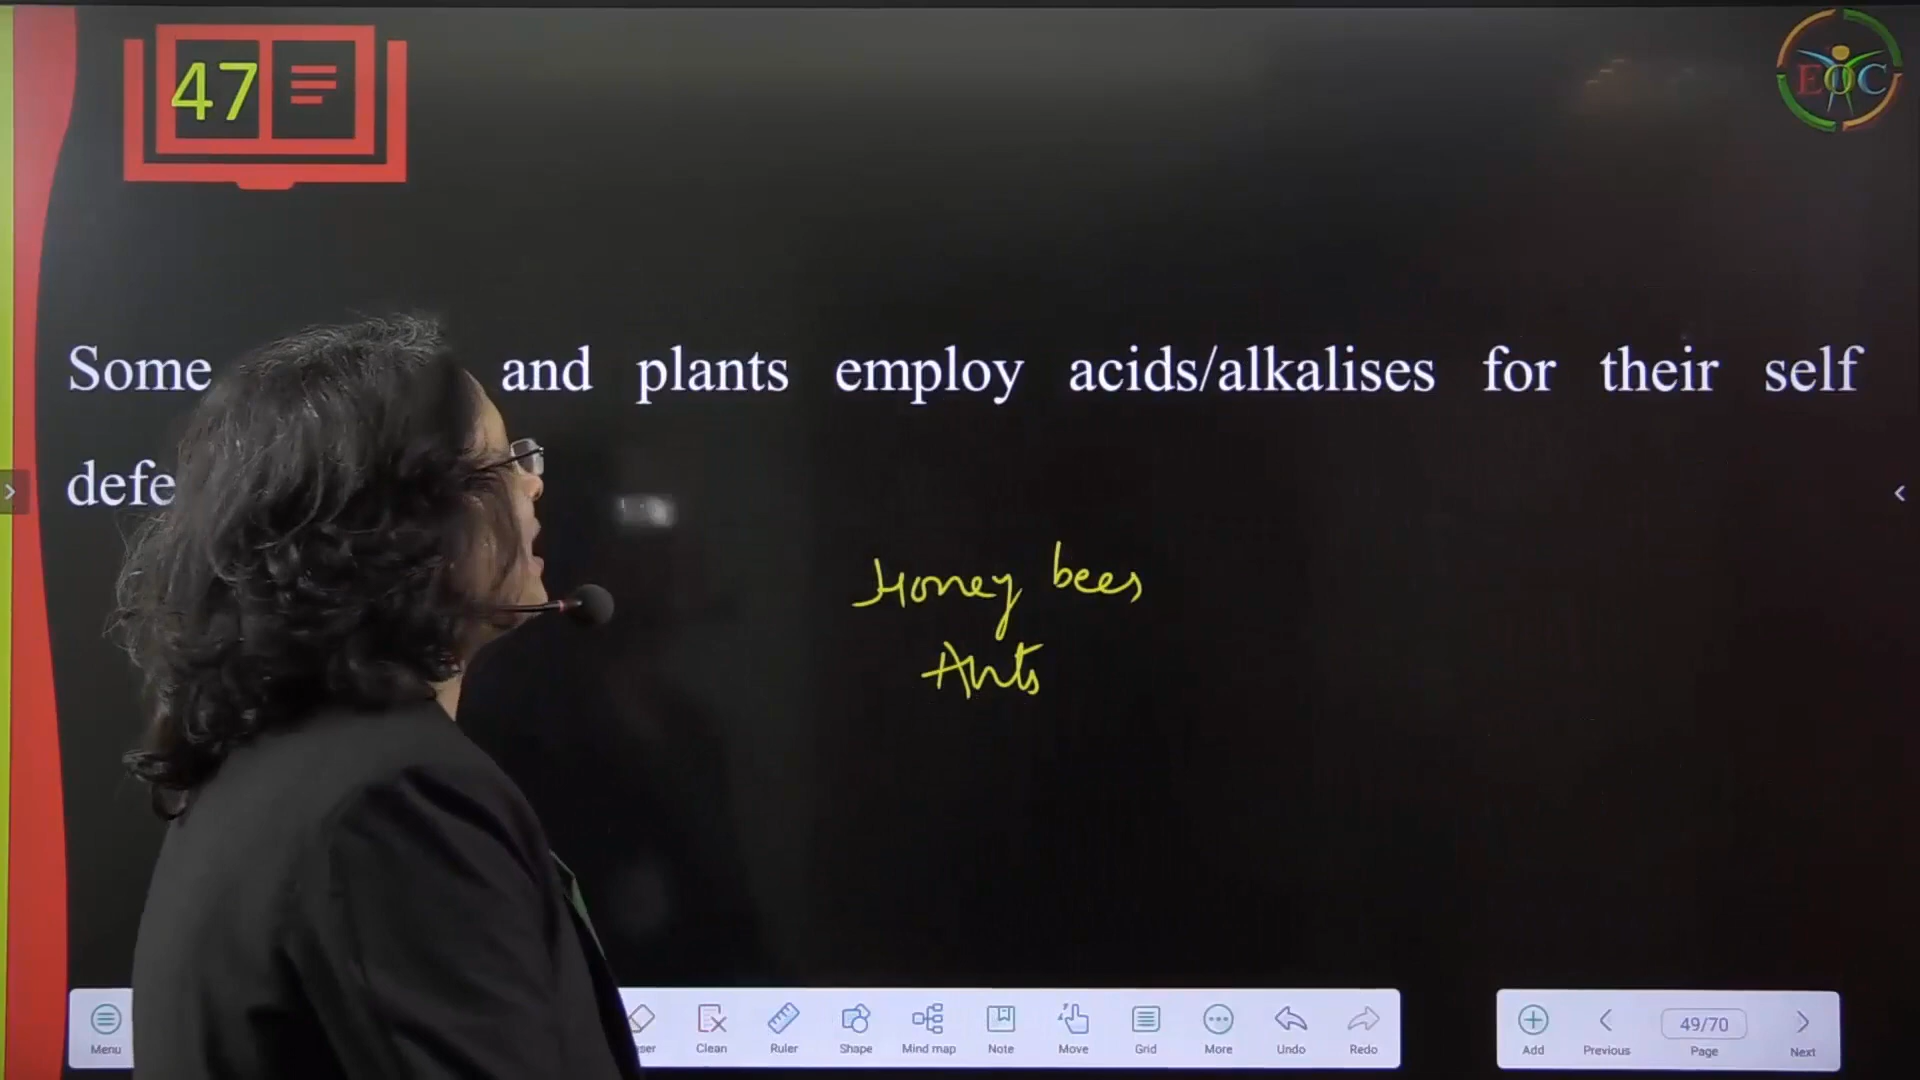 47
EOC
Some and plants employ acids/alkalises for their self
defe
Honey bees
Ants
Menu Clean Ruler Shape Mind map Note Move Grid More Undo Redo
Add Previous 49/70 Page Next